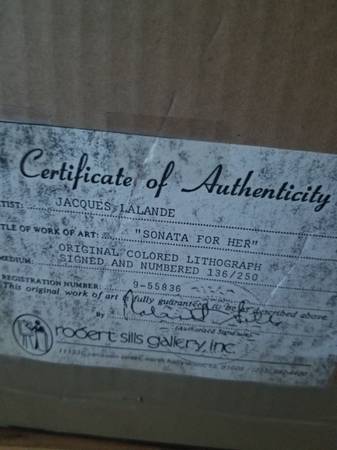 Certificate of Authenticity
TIST: JACQUES LALANDE
TLE OF WORK OF ART: "SONATA FOR HER"
MEDIUM: ORIGINAL COLORED LITHOGRAPH
SIGNED AND NUMBERED 136/250
REGISTRATION NUMBER 9-55836
This original work of art is fully guaranteed to be as described above
By
(Authorized Signature)
robert sills gallery, inc.